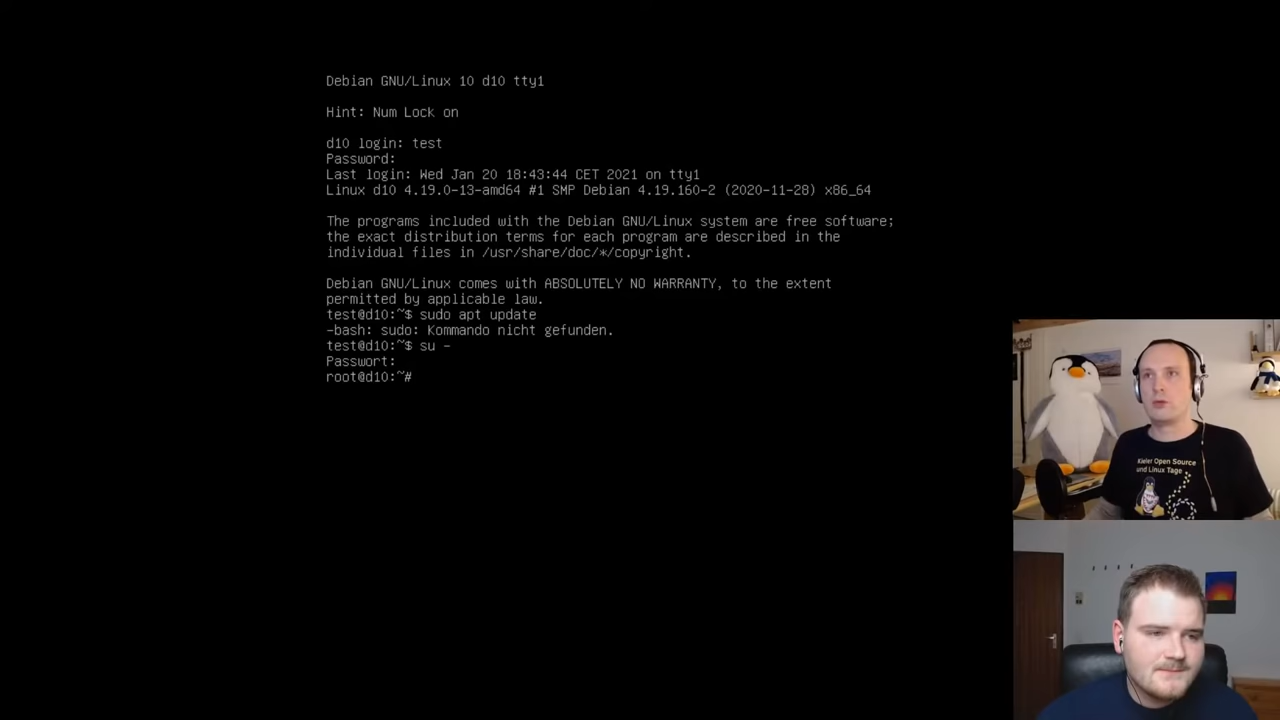 Debian GNU/Linux 10 d10 tty1
Hint: Num Lock on
d10 login: test
Password:
Last login: Wed Jan 20 18:43:44 CET 2021 on tty1
Linux d10 4.19.0-13-amd64 #1 SMP Debian 4.19.160-2 (2020-11-28) x86_64
The programs included with the Debian GNU/Linux system are free software;
the exact distribution terms for each program are described in the
individual files in /usr/share/doc/*/copyright.
Debian GNU/Linux comes with ABSOLUTELY NO WARRANTY, to the extent
permitted by applicable law.
test@d10:~$ sudo apt update
-bash: sudo: Kommando nicht gefunden.
test@d10:~$ su -
Passwort:
root@d10:~#
Kieler Open Source
und Linux Tage